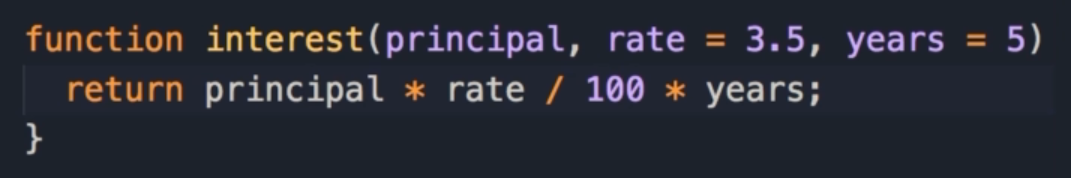 function interest(principal, rate = 3.5, years = 5)
  return principal * rate / 100 * years;
}